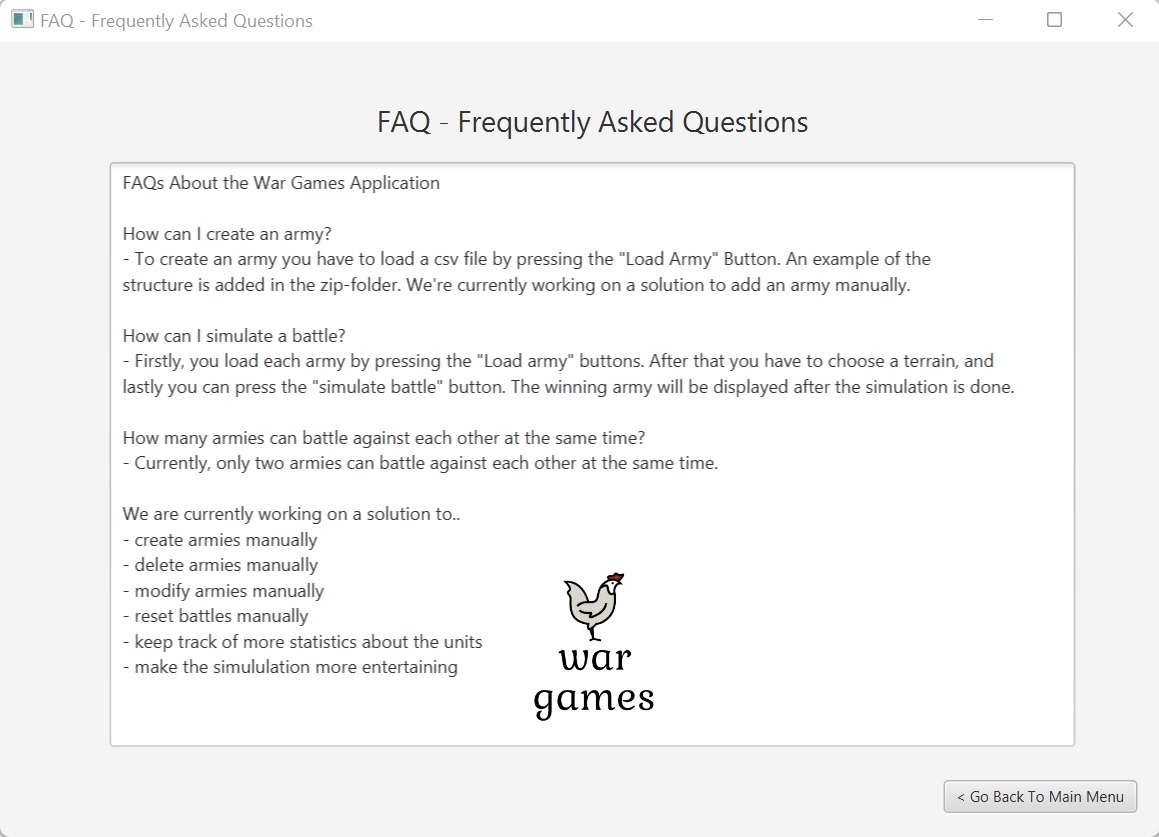 FAQ - Frequently Asked Questions
FAQ - Frequently Asked Questions
FAQs About the War Games Application
How can I create an army?
- To create an army you have to load a csv file by pressing the "Load Army" Button. An example of the
structure is added in the zip-folder. We're currently working on a solution to add an army manually.
How can I simulate a battle?
- Firstly, you load each army by pressing the "Load army" buttons. After that you have to choose a terrain, and
lastly you can press the "simulate battle" button. The winning army will be displayed after the simulation is done.
How many armies can battle against each other at the same time?
- Currently, only two armies can battle against each other at the same time.
We are currently working on a solution to..
- create armies manually
- delete armies manually
- modify armies manually
- reset battles manually
- keep track of more statistics about the units
- make the simululation more entertaining
war
games
< Go Back To Main Menu